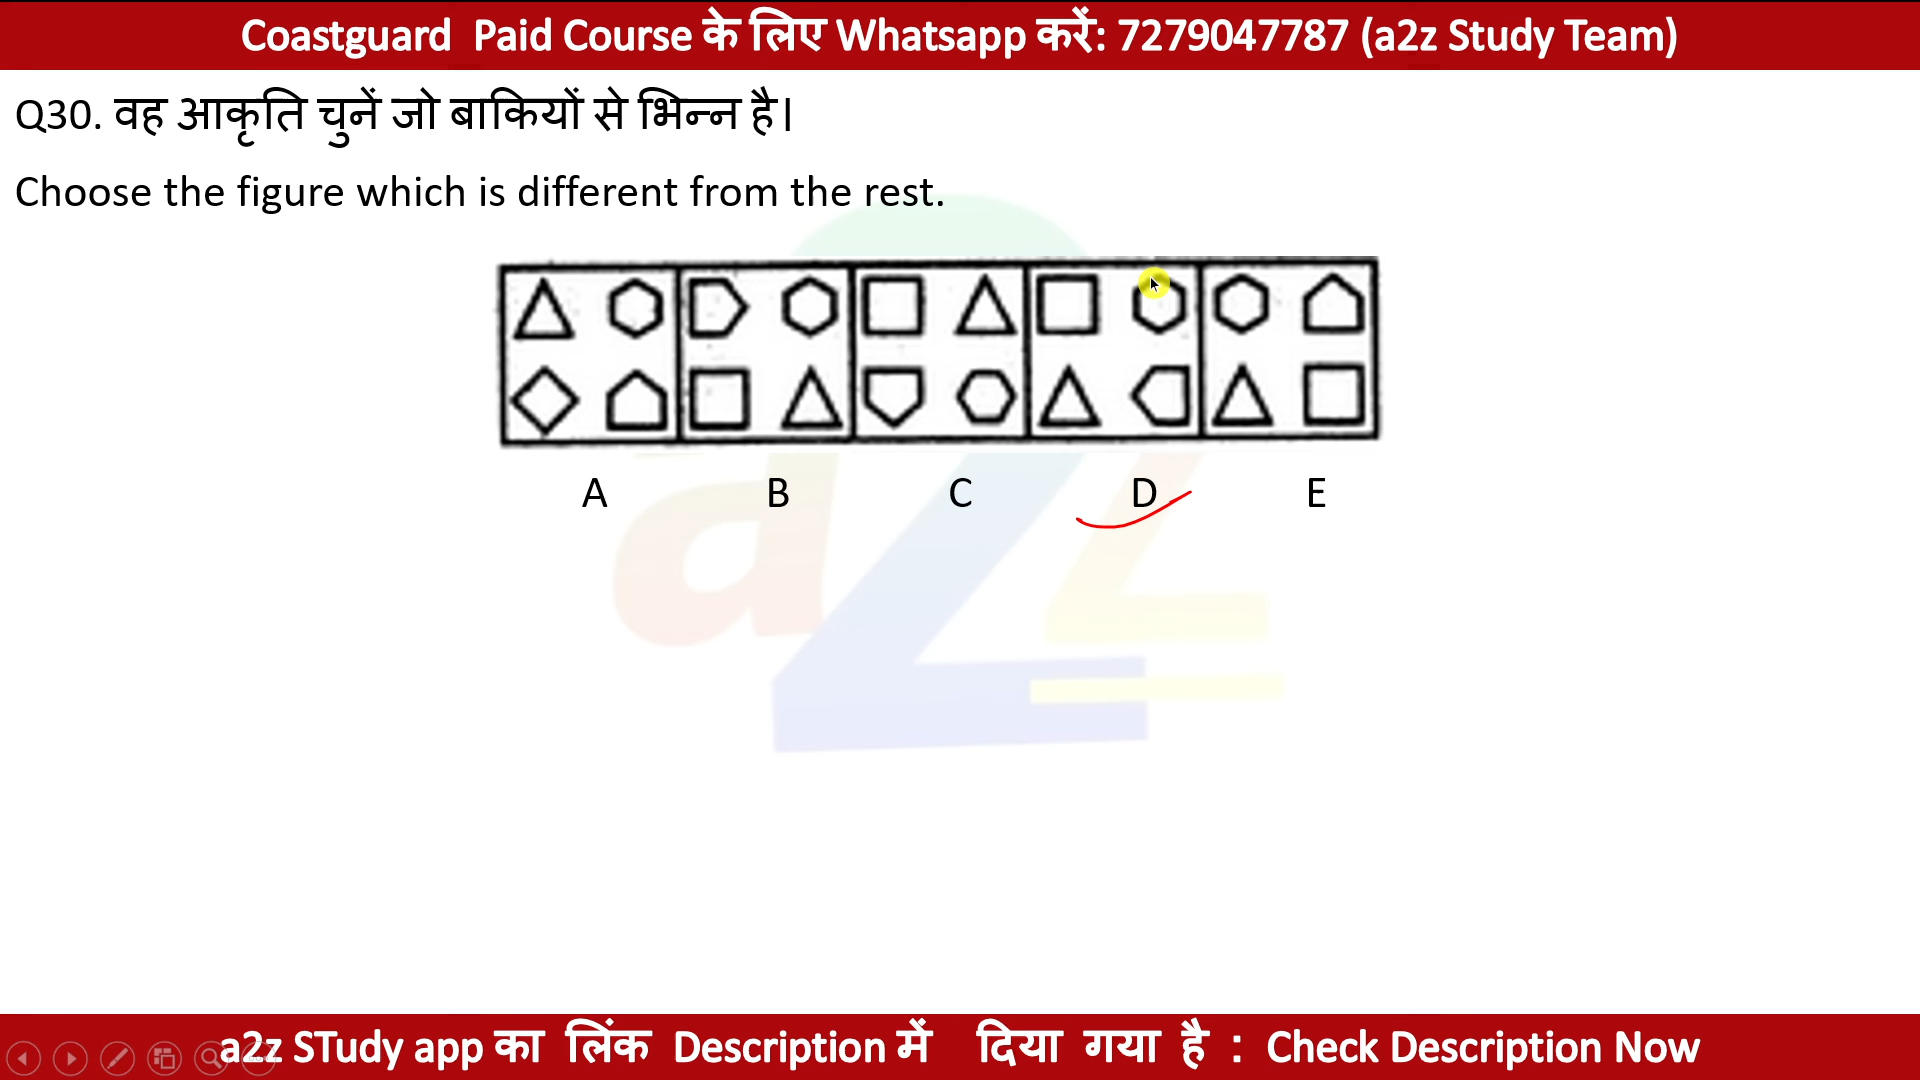 Coastguard Paid Course के लिए Whatsapp करें: 7279047787 (a2z Study Team)
Q30. वह आकृति चुनें जो बाकियों से भिन्न है।
Choose the figure which is different from the rest.
A B C D E
a2z
a2z STudy app का लिंक Description में दिया गया है : Check Description Now